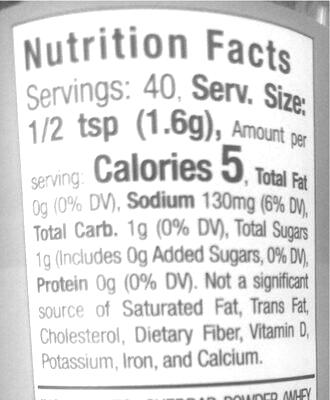 Nutrition Facts
Servings: 40, Serv. Size:
1/2 tsp (1.6g), Amount per
serving: Calories 5, Total Fat
0g (0% DV), Sodium 130mg (6% DV),
Total Carb. 1g (0% DV), Total Sugars
1g (Includes 0g Added Sugars, 0% DV),
Protein 0g (0% DV). Not a significant
source of Saturated Fat, Trans Fat,
Cholesterol, Dietary Fiber, Vitamin D,
Potassium, Iron, and Calcium.
POWDER (WHEY